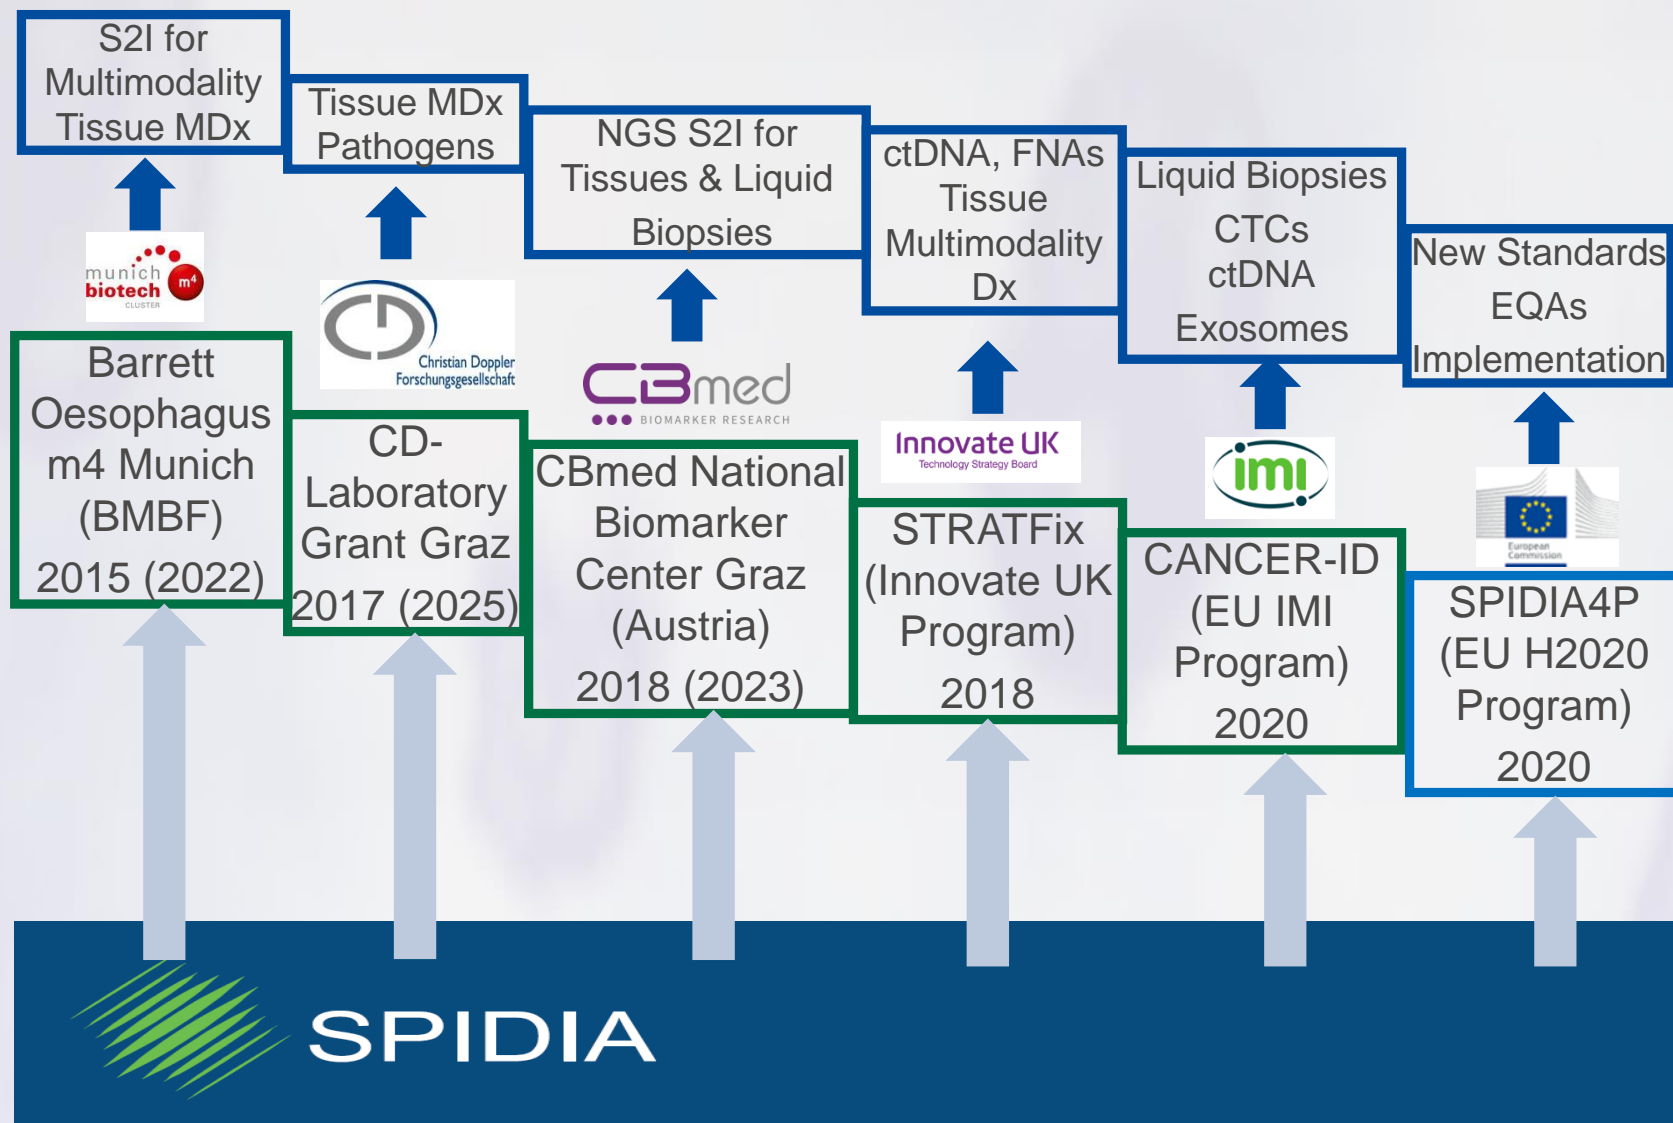 S2I for
Multimodality
Tissue MDx
Tissue MDx
Pathogens
NGS S2I for
Tissues & Liquid
Biopsies
ctDNA, FNAs
Tissue
Multimodality
Dx
Liquid Biopsies
CTCs
ctDNA
Exosomes
New Standards
EQAs
Implementation
munich
biotech
CLUSTER
m4
Christian Doppler
Forschungsgesellschaft
CBmed
BIOMARKER RESEARCH
Innovate UK
Technology Strategy Board
imi
European
Commission
Barrett
Oesophagus
m4 Munich
(BMBF)
2015 (2022)
CD-
Laboratory
Grant Graz
2017 (2025)
CBmed National
Biomarker
Center Graz
(Austria)
2018 (2023)
STRATFix
(Innovate UK
Program)
2018
CANCER-ID
(EU IMI
Program)
2020
SPIDIA4P
(EU H2020
Program)
2020
SPIDIA